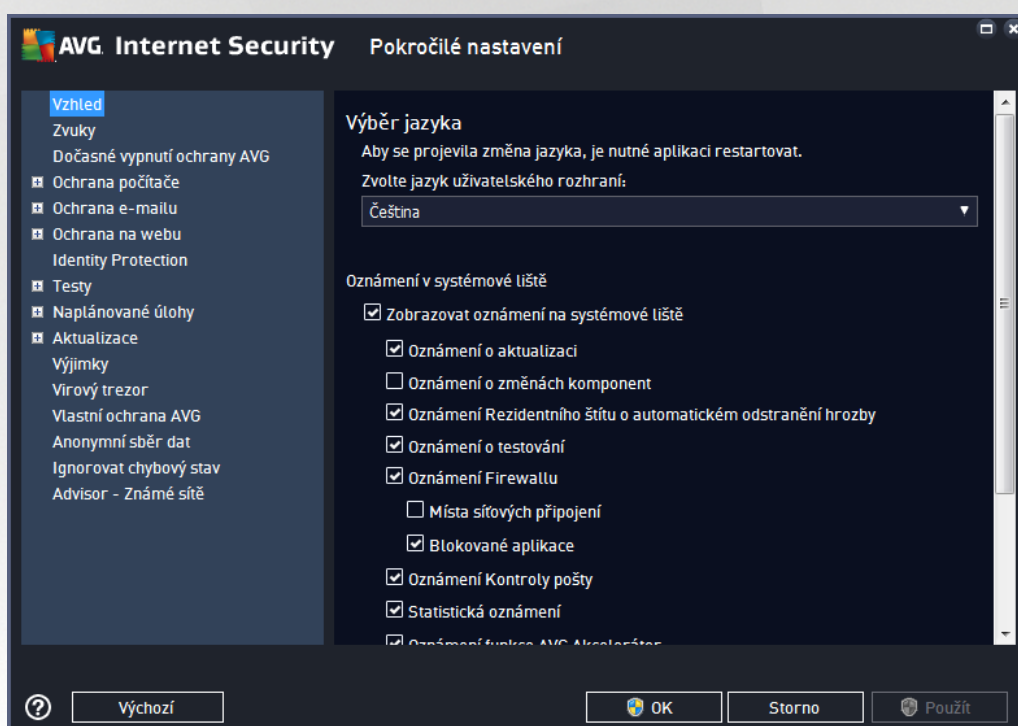 AVG. Internet Security Pokročilé nastavení
Vzhled
Zvuky
Dočasné vypnutí ochrany AVG
Ochrana počítače
Ochrana e-mailu
Ochrana na webu
Identity Protection
Testy
Naplánované úlohy
Aktualizace
Výjimky
Virový trezor
Vlastní ochrana AVG
Anonymní sběr dat
Ignorovat chybový stav
Advisor - Známé sítě
Výběr jazyka
Aby se projevila změna jazyka, je nutné aplikaci restartovat.
Zvolte jazyk uživatelského rozhraní:
Čeština
Oznámení v systémové liště
Zobrazovat oznámení na systémové liště
Oznámení o aktualizaci
Oznámení o změnách komponent
Oznámení Rezidentního štítu o automatickém odstranění hrozby
Oznámení o testování
Oznámení Firewallu
Místa síťových připojení
Blokované aplikace
Oznámení Kontroly pošty
Statistická oznámení
Oznámení funkce AVG Akcelerátor
Výchozí
OK
Storno
Použít